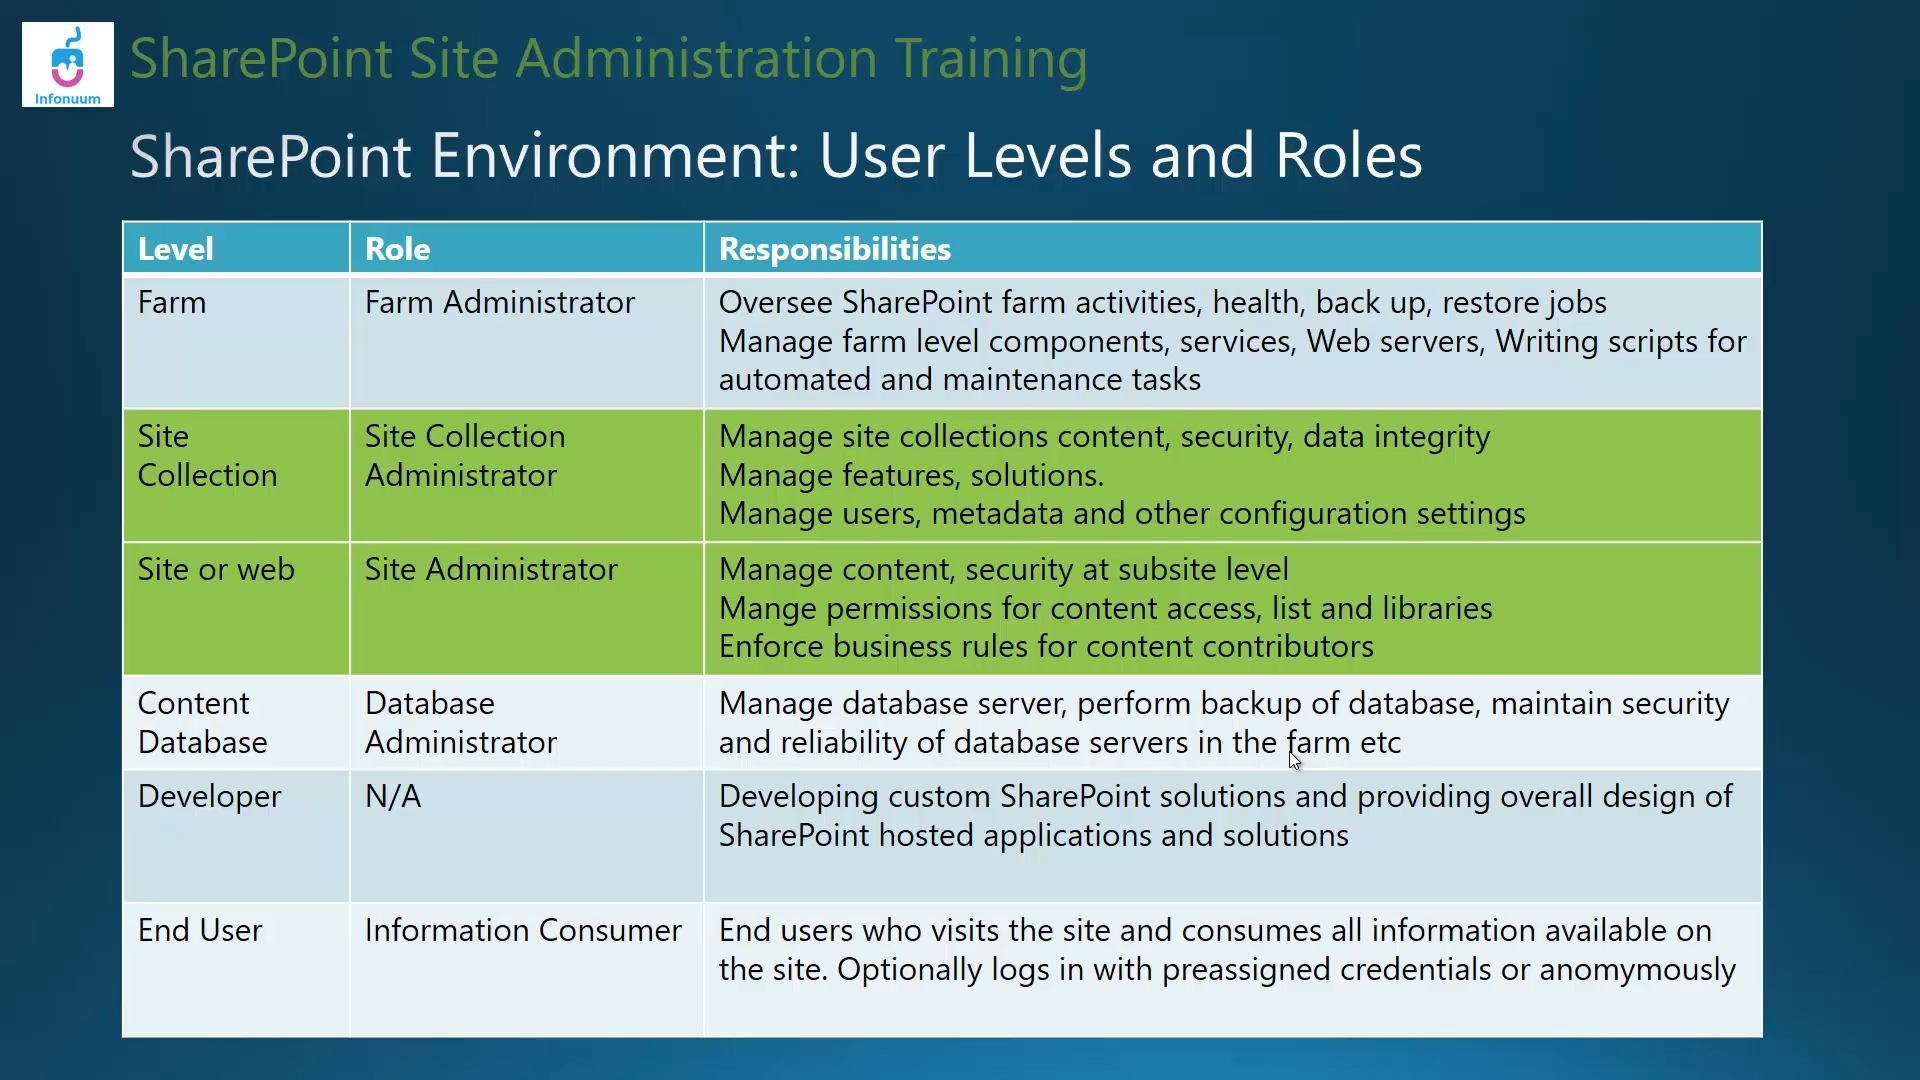 Infonuum
SharePoint Site Administration Training
SharePoint Environment: User Levels and Roles
Level Role Responsibilities
Farm Farm Administrator Oversee SharePoint farm activities, health, back up, restore jobs
Manage farm level components, services, Web servers, Writing scripts for
automated and maintenance tasks
Site Site Collection Manage site collections content, security, data integrity
Collection Administrator Manage features, solutions.
Manage users, metadata and other configuration settings
Site or web Site Administrator Manage content, security at subsite level
Mange permissions for content access, list and libraries
Enforce business rules for content contributors
Content Database Manage database server, perform backup of database, maintain security
Database Administrator and reliability of database servers in the farm etc
Developer N/A Developing custom SharePoint solutions and providing overall design of
SharePoint hosted applications and solutions
End User Information Consumer End users who visits the site and consumes all information available on
the site. Optionally logs in with preassigned credentials or anomymously